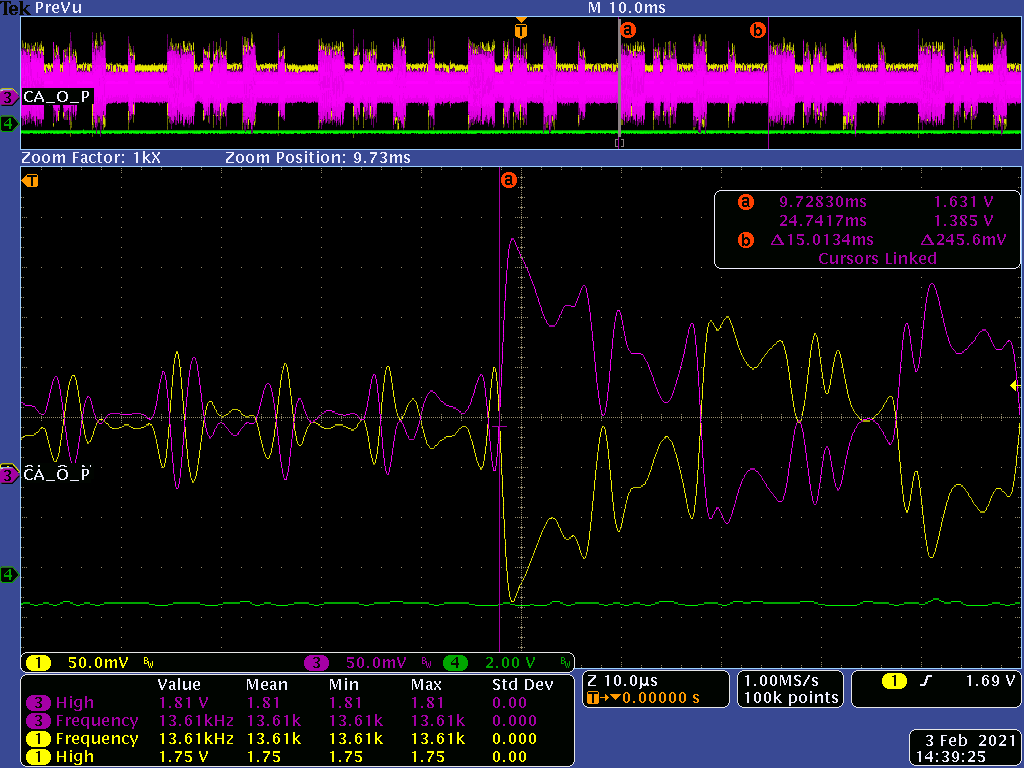 Tek PreVu M 10.0ms
T a b
3 CA_O_P
4
Zoom Factor: 1kX Zoom Position: 9.73ms
T a
a 9.72830ms 1.631 V
24.7417ms 1.385 V
b Δ15.0134ms Δ245.6mV
Cursors Linked
3 CA_O_P
4
1 50.0mV BW 3 50.0mV BW 4 2.00 V BW
Z 10.0µs
T→▼0.00000 s
1.00MS/s
100k points
1 ƒ 1.69 V
Value Mean Min Max Std Dev
3 High 1.81 V 1.81 1.81 1.81 0.00
3 Frequency 13.61kHz 13.61k 13.61k 13.61k 0.000
1 Frequency 13.61kHz 13.61k 13.61k 13.61k 0.000
1 High 1.75 V 1.75 1.75 1.75 0.00
3 Feb 2021
14:39:25